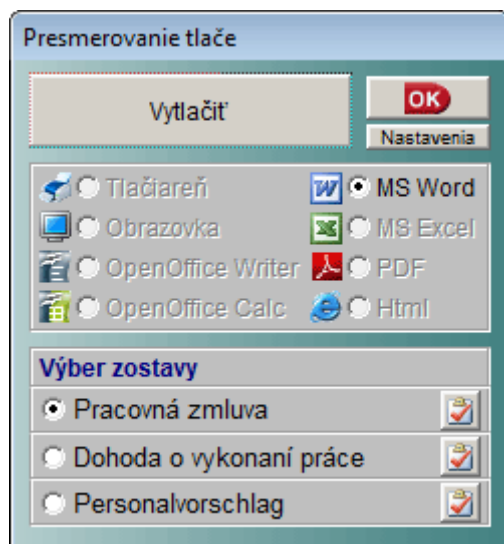 Presmerovanie tlače
Vytlačiť
OK
Nastavenia
Tlačiareň
MS Word
Obrazovka
MS Excel
OpenOffice Writer
PDF
OpenOffice Calc
Html
Výber zostavy
Pracovná zmluva
Dohoda o vykonaní práce
Personalvorschlag